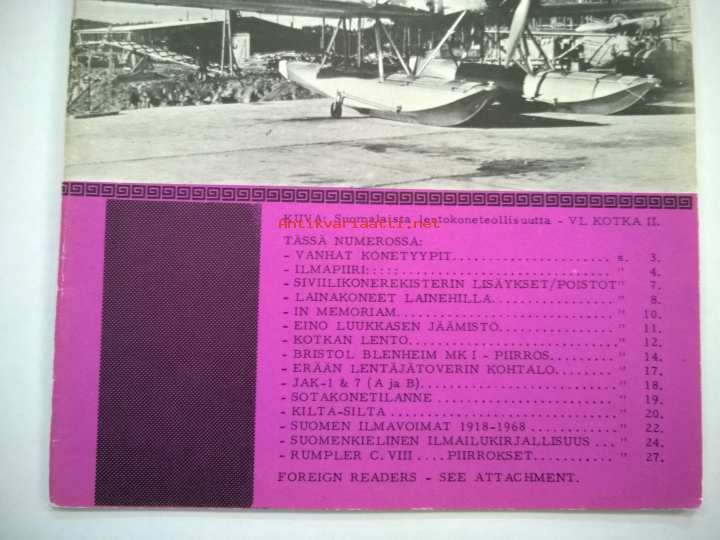 KUVA: Suomalaista lentokoneteollisuutta - VL KOTKA II.
Antikvariaatti.net
TÄSSÄ NUMEROSSA:
- VANHAT KONETYYPIT....................... s. 3.
- ILMAPIIRI::::: ................................. " 4.
- SIVIILIKONEREKISTERIN LISÄYKSET/POISTOT" 7.
- LAINAKONEET LAINEHILLA................. " 8.
- IN MEMORIAM............................... " 10.
- EINO LUUKKASEN JÄÄMISTÖ................ " 11.
- KOTKAN LENTO.............................. " 12.
- BRISTOL BLENHEIM MK I - PIIRROS......... " 14.
- ERÄÄN LENTÄJÄTOVERIN KOHTALO........ " 17.
- JAK-1 & 7 (A ja B)............................ " 18.
- SOTAKONETILANNE ......................... " 19.
- KILTA-SILTA ................................. " 20.
- SUOMEN ILMAVOIMAT 1918-1968 ............ " 22.
- SUOMENKIELINEN ILMAILUKIRJALLISUUS ... " 24.
- RUMPLER C. VIII .... PIIRROKSET........... " 27.
FOREIGN READERS - SEE ATTACHMENT.